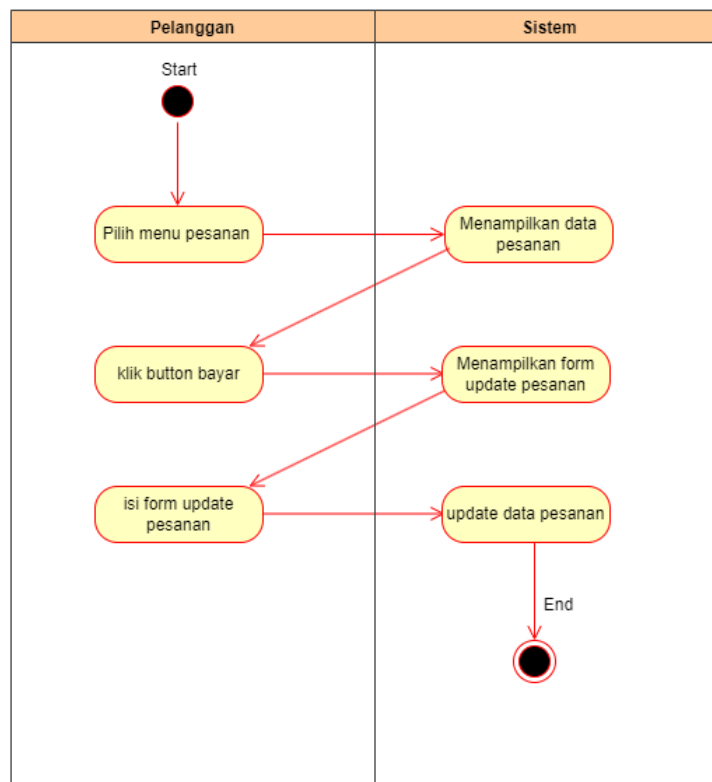 Pelanggan
Sistem
Start
Pilih menu pesanan
Menampilkan data
pesanan
klik button bayar
Menampilkan form
update pesanan
isi form update
pesanan
update data pesanan
End